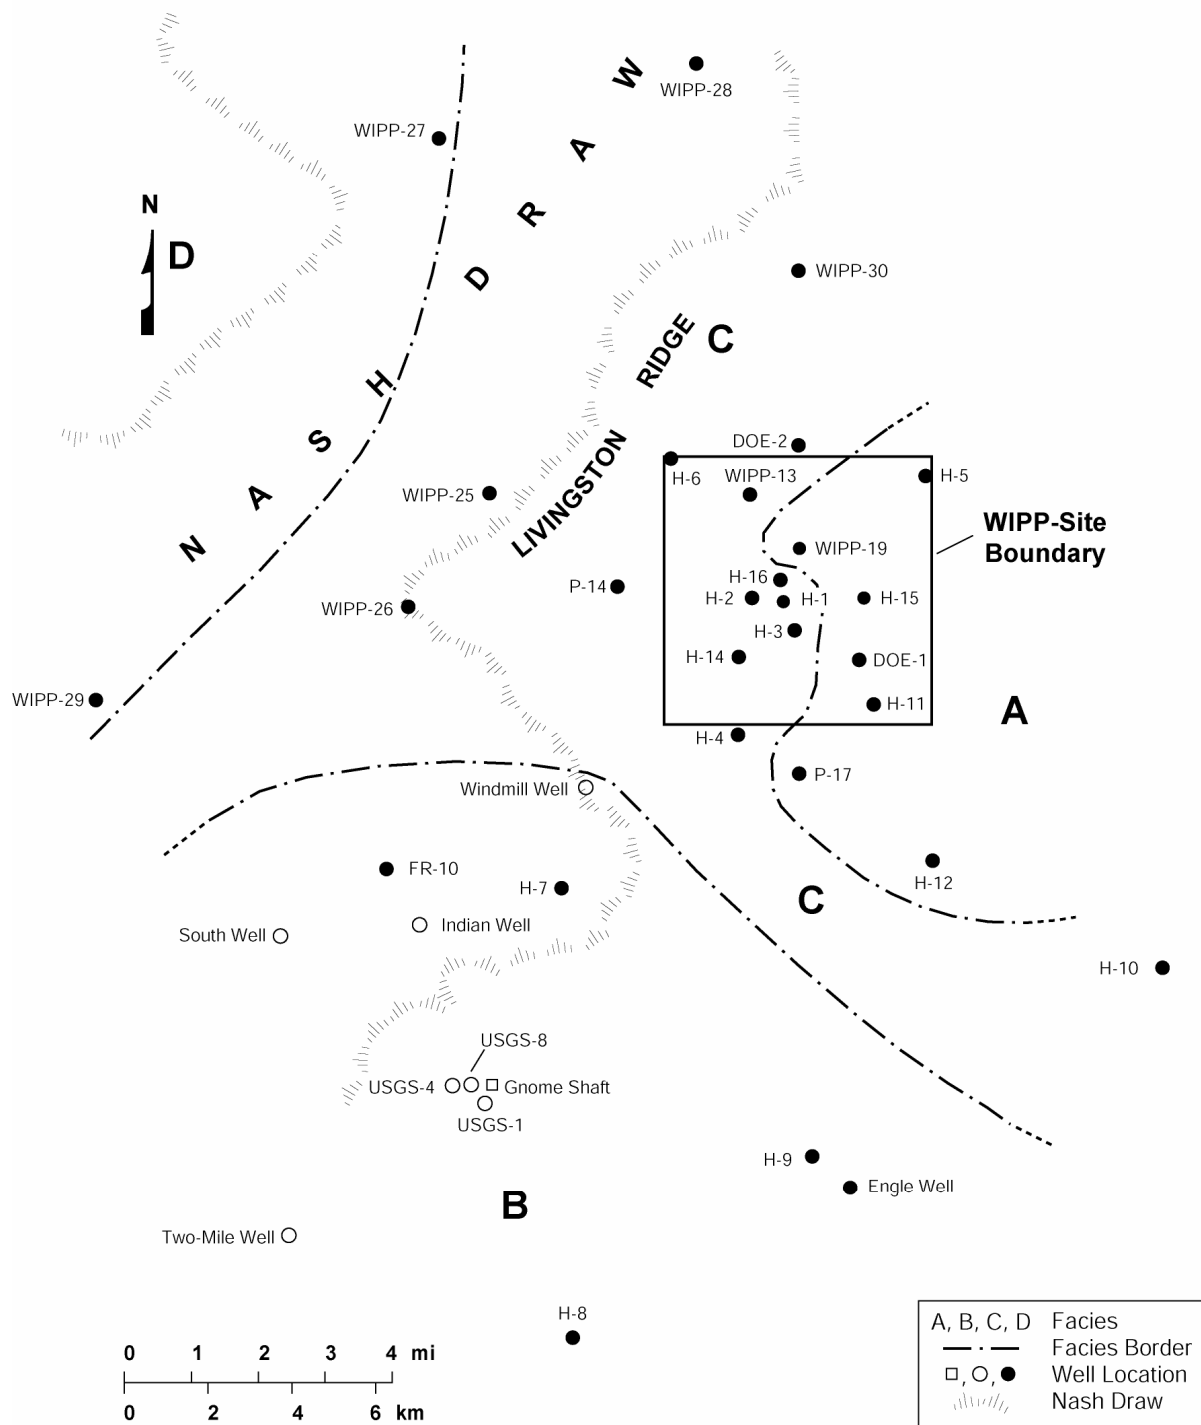 WIPP-28
WIPP-27
N
D
NASH DRAW
WIPP-30
C
LIVINGSTON RIDGE
DOE-2
H-6
WIPP-13
H-5
WIPP-25
WIPP-Site
Boundary
WIPP-19
H-16
P-14
H-2
H-1
H-15
WIPP-26
H-3
H-14
DOE-1
WIPP-29
H-11
A
H-4
P-17
Windmill Well
FR-10
H-7
H-12
C
Indian Well
South Well
H-10
USGS-8
USGS-4
Gnome Shaft
USGS-1
H-9
Engle Well
B
Two-Mile Well
H-8
0 1 2 3 4 mi
0 2 4 6 km
A, B, C, D Facies
Facies Border
, , Well Location
Nash Draw